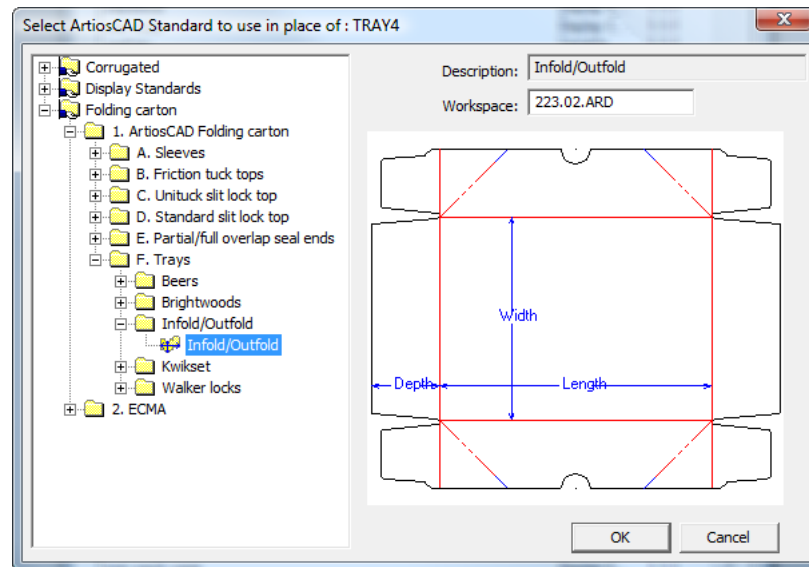 Select ArtiosCAD Standard to use in place of : TRAY4
Corrugated
Display Standards
Folding carton
1. ArtiosCAD Folding carton
A. Sleeves
B. Friction tuck tops
C. Unituck slit lock top
D. Standard slit lock top
E. Partial/full overlap seal ends
F. Trays
Beers
Brightwoods
Infold/Outfold
Infold/Outfold
Kwikset
Walker locks
2. ECMA
Description: Infold/Outfold
Workspace: 223.02.ARD
Width
Depth Length
OK Cancel